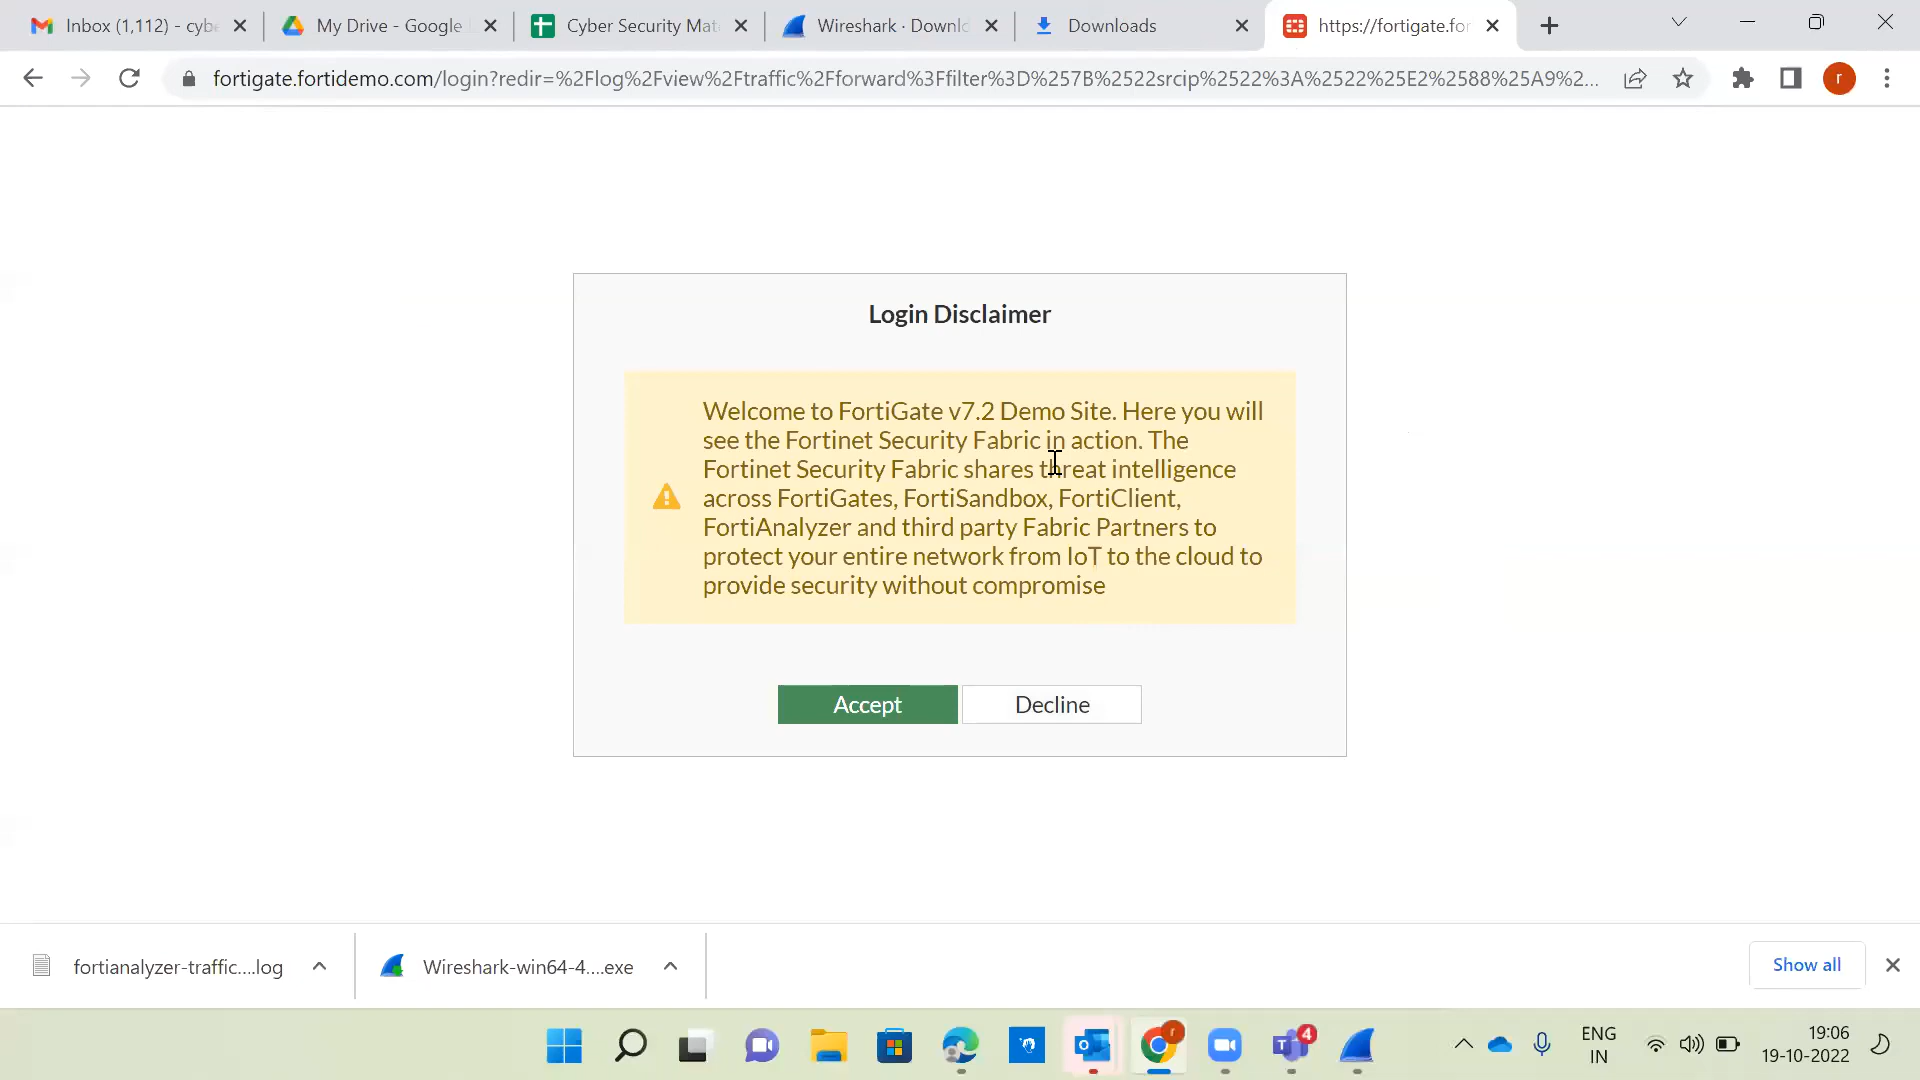 Inbox (1,112) - cybe
My Drive - Google
Cyber Security Mat
Wireshark · Downlo
Downloads
https://fortigate.for
fortigate.fortidemo.com/login?redir=%2Flog%2Fview%2Ftraffic%2Fforward%3Ffilter%3D%257B%2522srcip%2522%3A%2522%25E2%2588%25A9%2...
r
Login Disclaimer
Welcome to FortiGate v7.2 Demo Site. Here you will
see the Fortinet Security Fabric in action. The
Fortinet Security Fabric shares threat intelligence
across FortiGates, FortiSandbox, FortiClient,
FortiAnalyzer and third party Fabric Partners to
protect your entire network from IoT to the cloud to
provide security without compromise
Accept
Decline
fortianalyzer-traffic....log
Wireshark-win64-4....exe
Show all
r
4
ENG
IN
19:06
19-10-2022